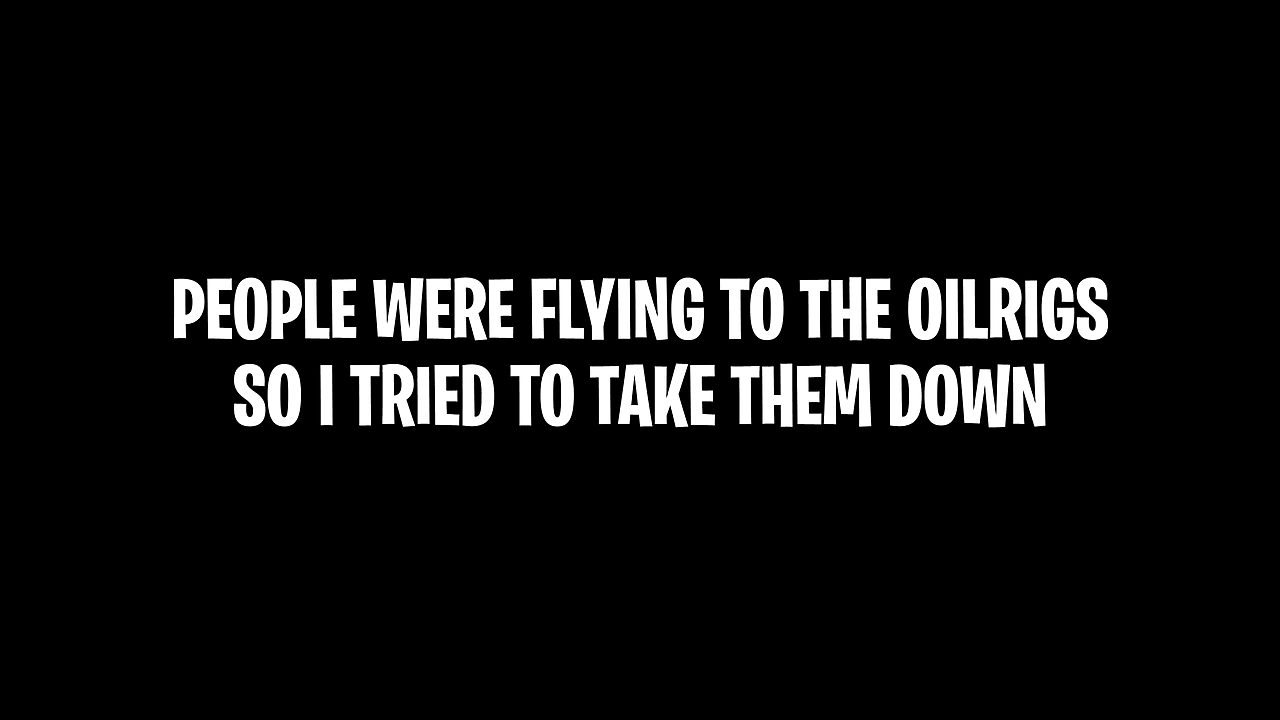 PEOPLE WERE FLYING TO THE OILRIGS
SO I TRIED TO TAKE THEM DOWN